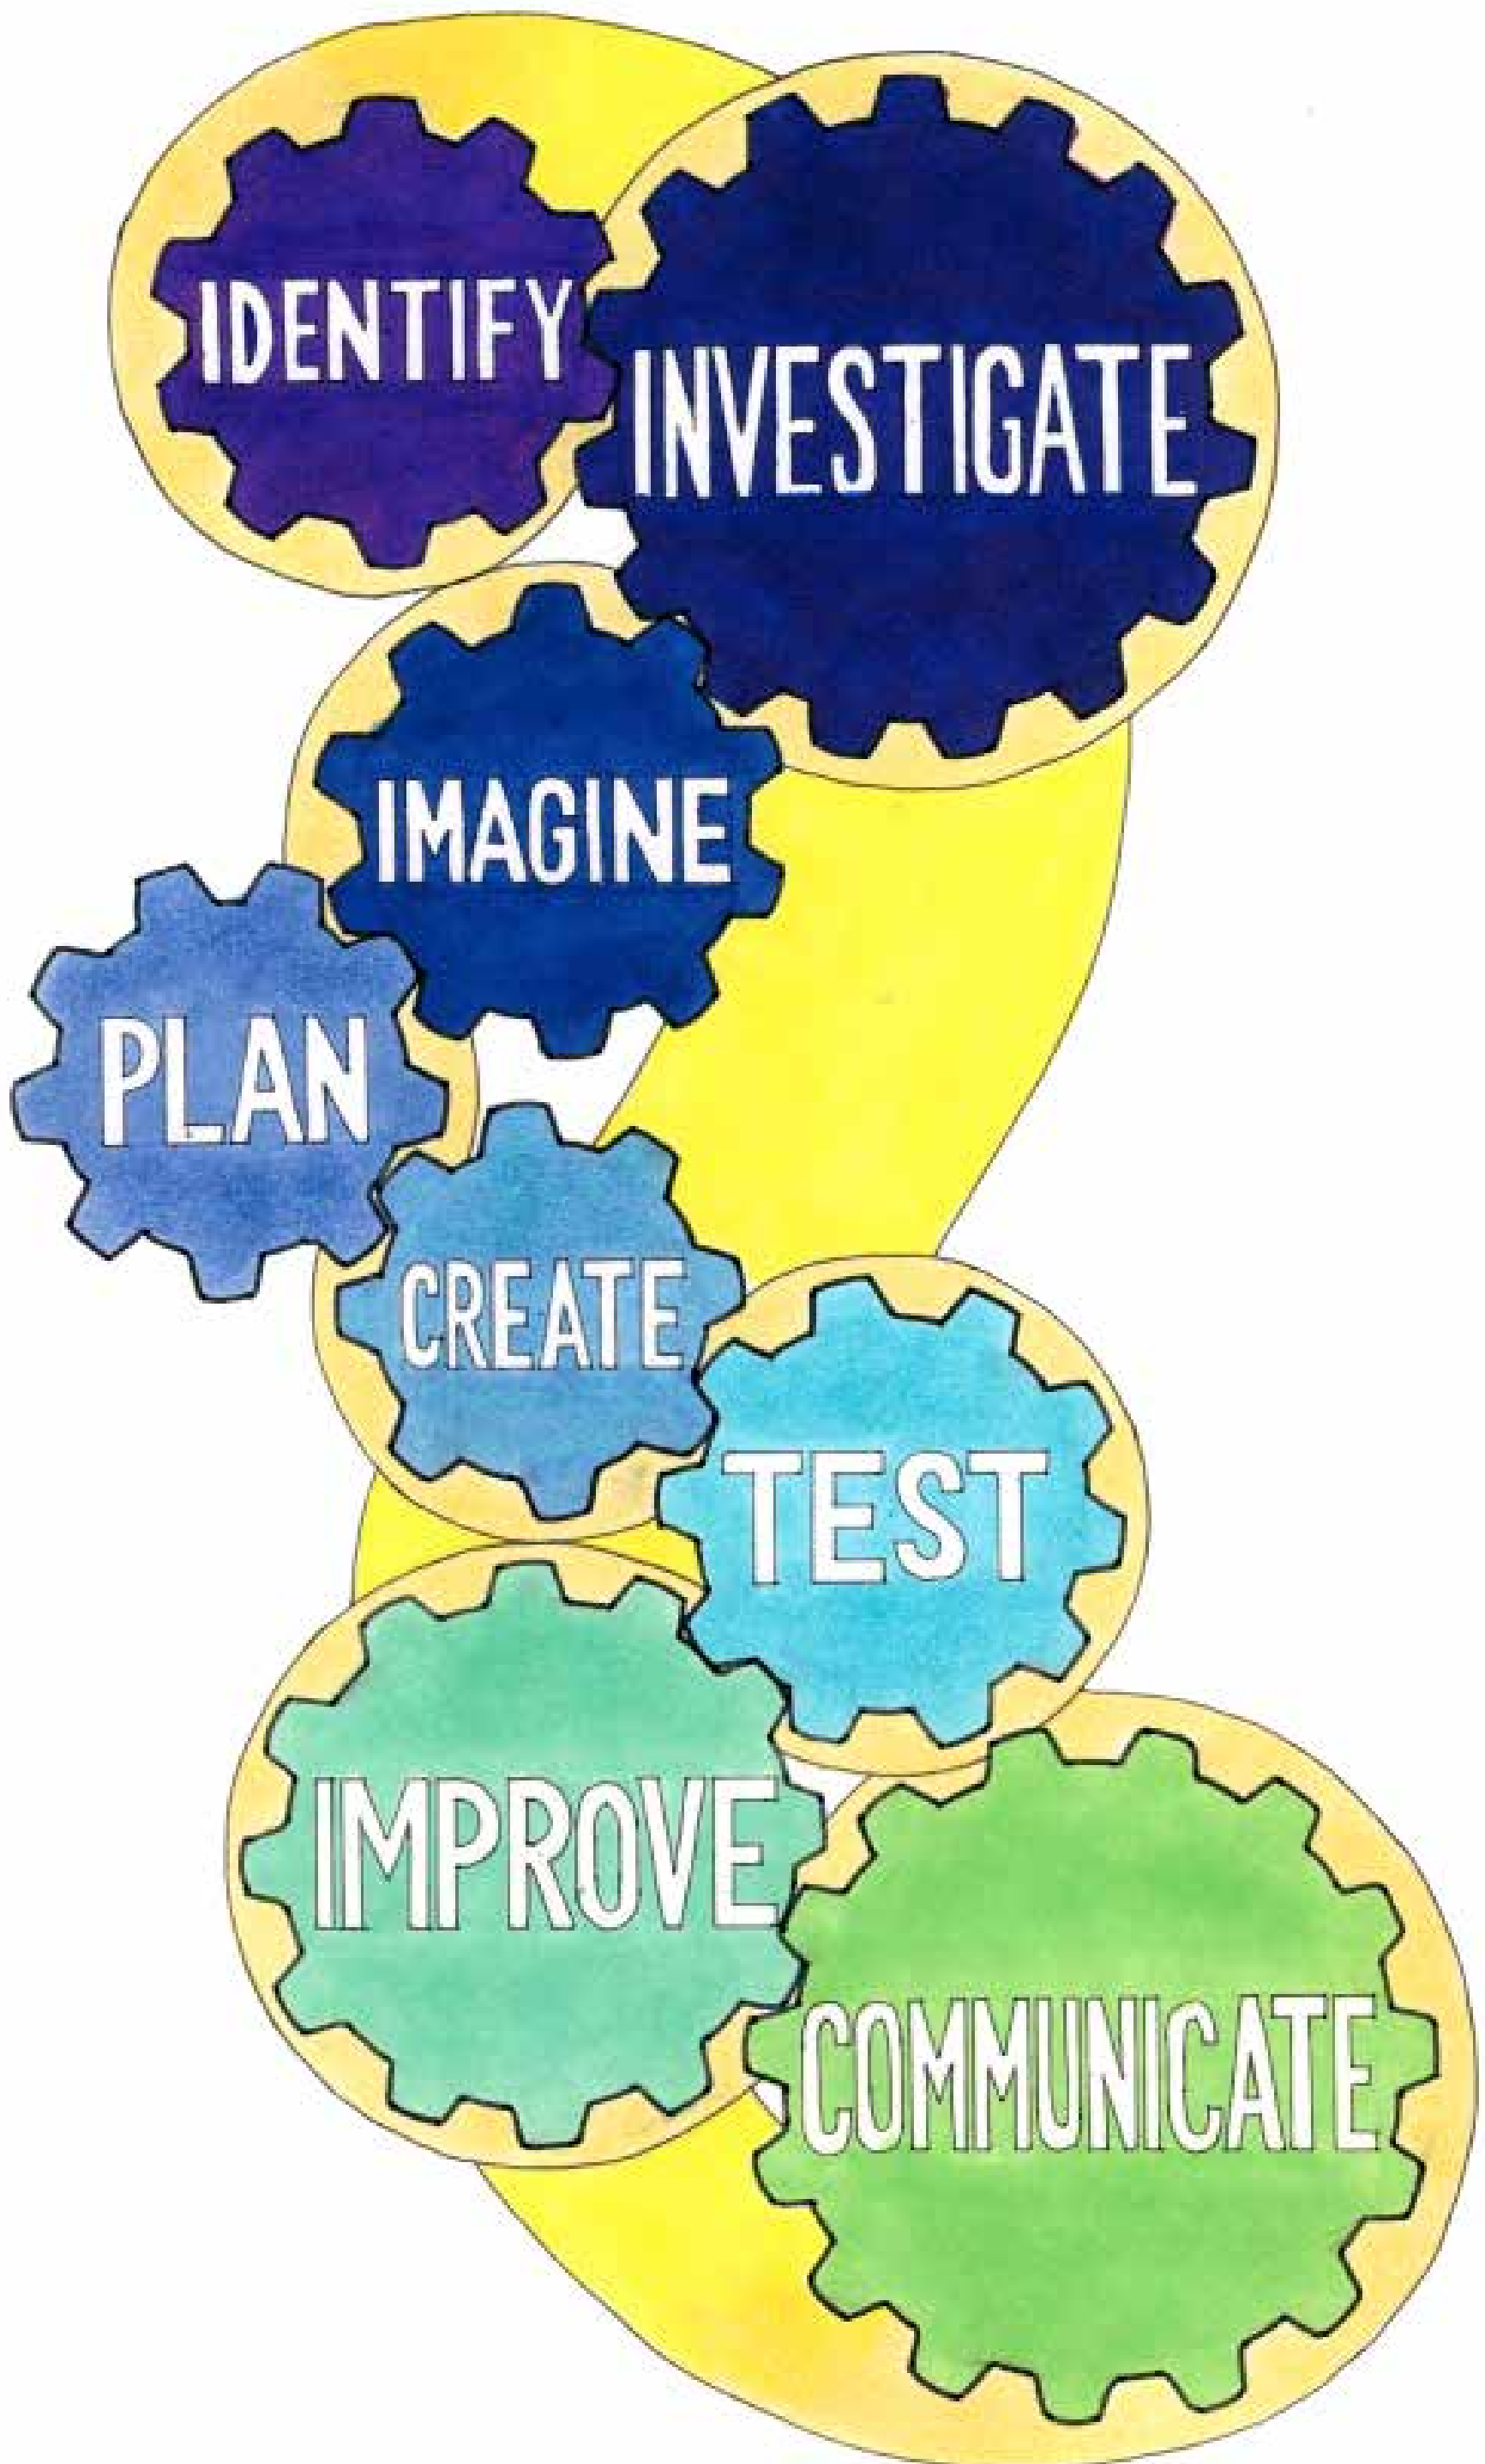 IDENTIFY
INVESTIGATE
IMAGINE
PLAN
CREATE
TEST
IMPROVE
COMMUNICATE